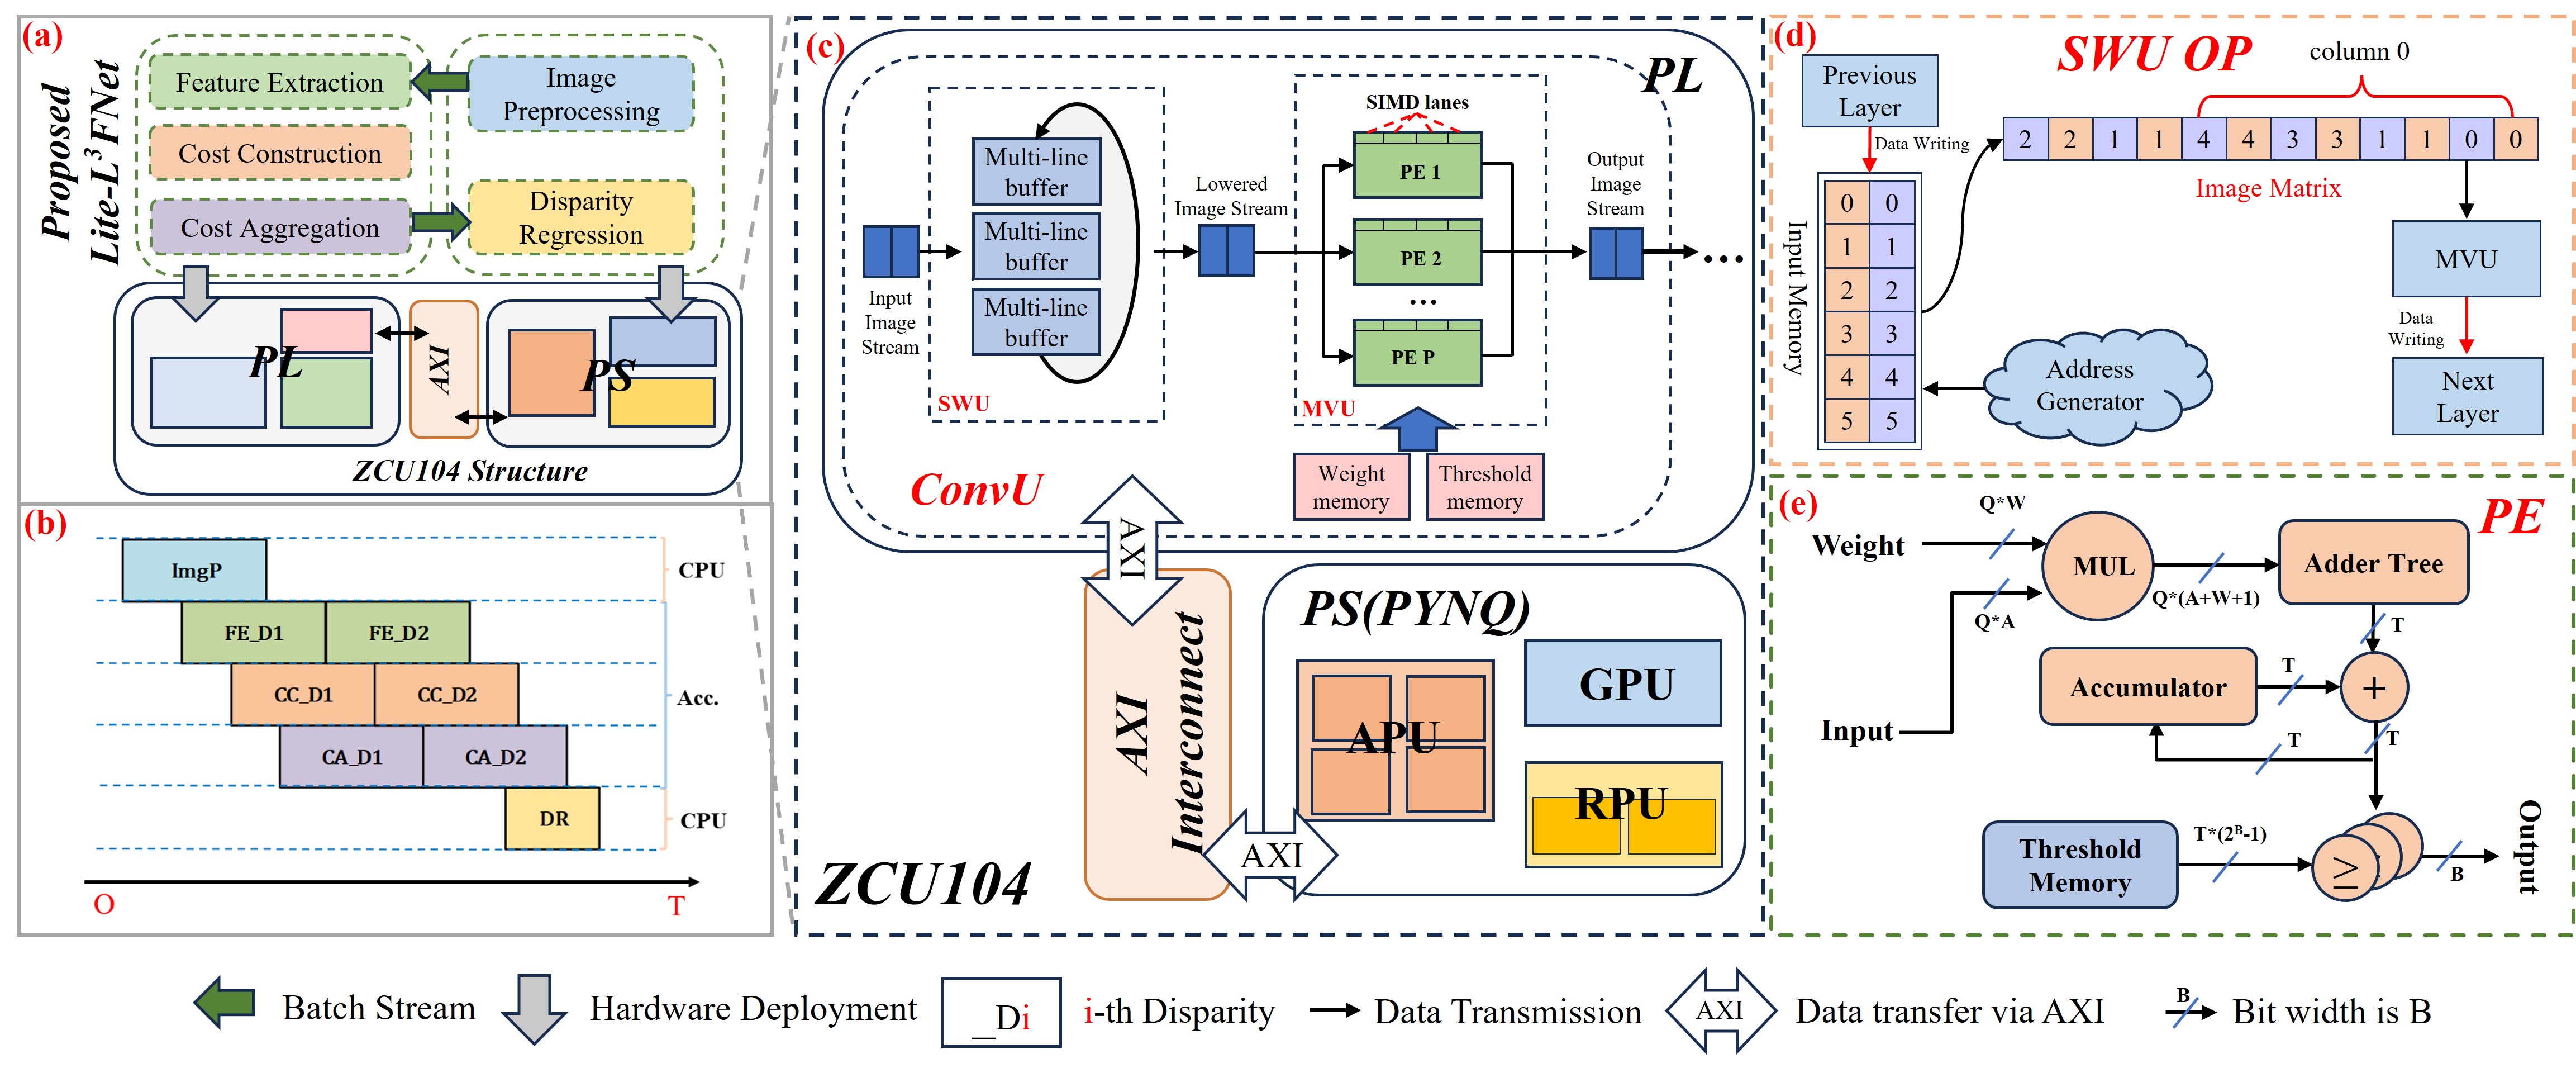 (a)
Proposed
Lite-L³FNet
Feature Extraction
Image
Preprocessing
Cost Construction
Cost Aggregation
Disparity
Regression
PL
AXI
PS
ZCU104 Structure
(b)
ImgP
CPU
FE_D1
FE_D2
CC_D1
CC_D2
Acc.
CA_D1
CA_D2
DR
CPU
O
T
(c)
PL
Input
Image
Stream
Multi-line
buffer
Multi-line
buffer
Multi-line
buffer
SWU
Lowered
Image Stream
SIMD lanes
PE 1
PE 2
...
PE P
MVU
Output
Image
Stream
...
Weight
memory
Threshold
memory
ConvU
AXI
AXI
Interconnect
AXI
PS(PYNQ)
APU
GPU
RPU
ZCU104
(d)
SWU OP
column 0
Previous
Layer
Data Writing
2 2 1 1 4 4 3 3 1 1 0 0
Image Matrix
Input Memory
0 0
1 1
2 2
3 3
4 4
5 5
Address
Generator
MVU
Data
Writing
Next
Layer
(e)
PE
Weight
Q*W
Q*A
Input
MUL
Q*(A+W+1)
Adder Tree
T
Accumulator
T
+
T
T
Threshold
Memory
T*(2ᴮ-1)
≥
:
B
Output
Batch Stream
Hardware Deployment
_Di
i-th Disparity
Data Transmission
AXI
Data transfer via AXI
B
Bit width is B